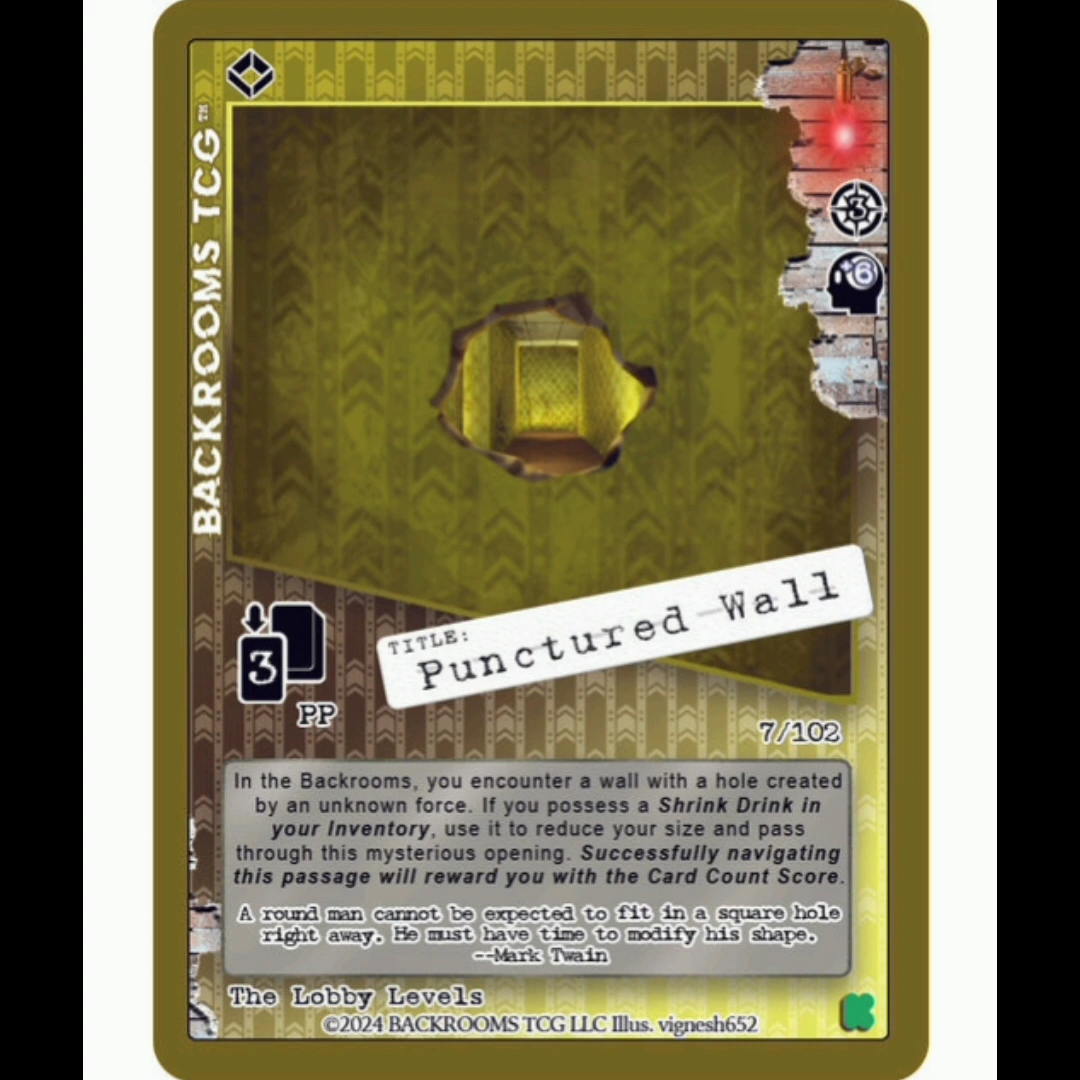 BACKROOMS TCG™
3
+6
TITLE:
Punctured Wall
3
PP
7/102
In the Backrooms, you encounter a wall with a hole created
by an unknown force. If you possess a Shrink Drink in
your Inventory, use it to reduce your size and pass
through this mysterious opening. Successfully navigating
this passage will reward you with the Card Count Score.
A round man cannot be expected to fit in a square hole
right away. He must have time to modify his shape.
--Mark Twain
The Lobby Levels
©2024 BACKROOMS TCG LLC Illus. vignesh652